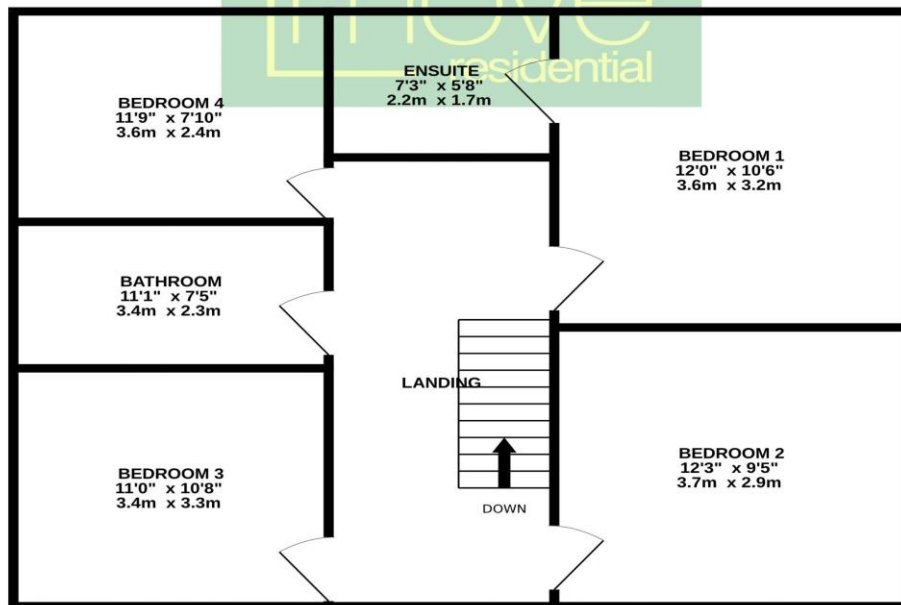 move
residential
ENSUITE
7'3" x 5'8"
2.2m x 1.7m
BEDROOM 4
11'9" x 7'10"
3.6m x 2.4m
BEDROOM 1
12'0" x 10'6"
3.6m x 3.2m
BATHROOM
11'1" x 7'5"
3.4m x 2.3m
LANDING
BEDROOM 3
11'0" x 10'8"
3.4m x 3.3m
BEDROOM 2
12'3" x 9'5"
3.7m x 2.9m
DOWN